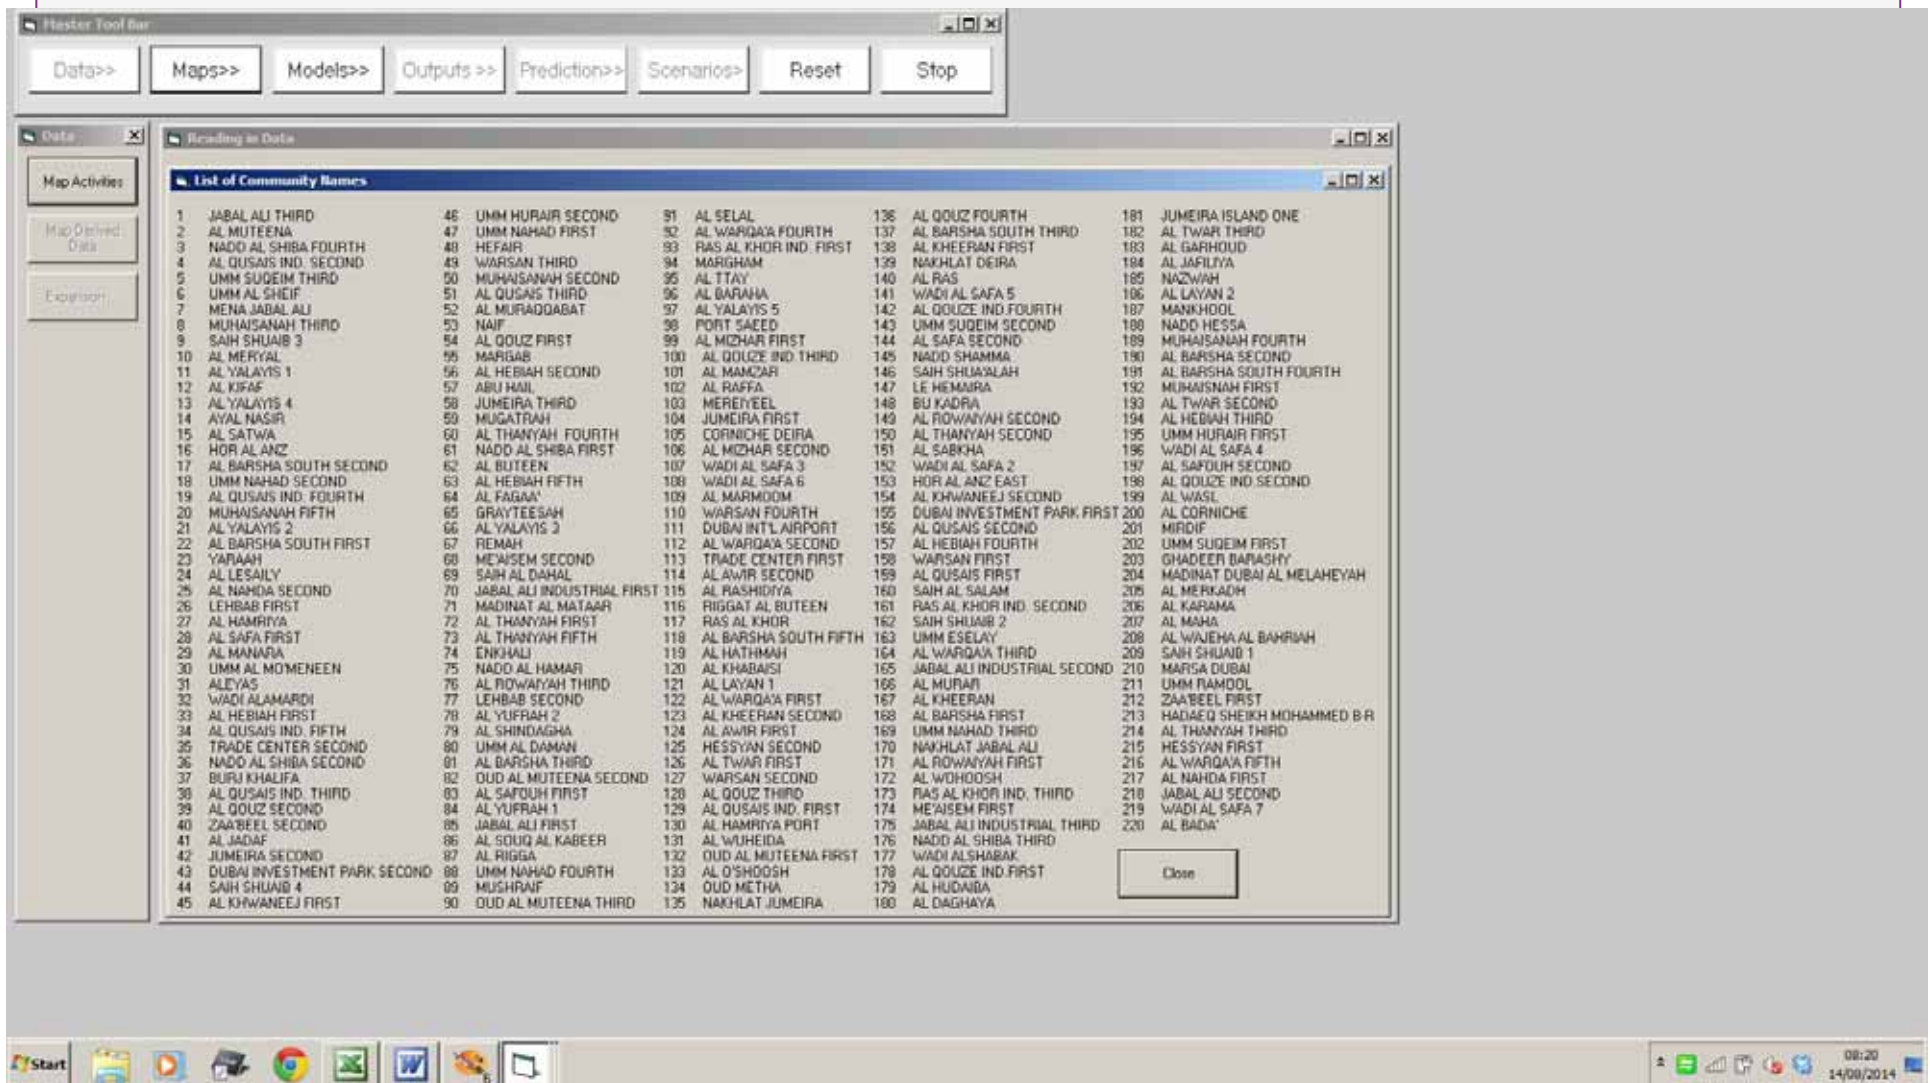 Master Tool Bar
Data>> Maps>> Models>> Outputs >> Prediction>> Scenarios> Reset Stop
Data
Reading in Data
Map Activities
Map Derived
Data
List of Community Names
1 JABAL ALI THIRD
2 AL MUTEENA
3 NADD AL SHIBA FOURTH
4 AL QUSAIS IND. SECOND
5 UMM SUQEIM THIRD
6 UMM AL SHEIF
7 MENA JABAL ALI
8 MUHAISANAH THIRD
9 SAIH SHUAIB 3
10 AL MERYAL
11 AL YALAYIS 1
12 AL KIFAF
13 AL YALAYIS 4
14 AYAL NASIR
15 AL SATWA
16 HOR AL ANZ
17 AL BARSHA SOUTH SECOND
18 UMM NAHAD SECOND
19 AL QUSAIS IND. FOURTH
20 MUHAISANAH FIFTH
21 AL YALAYIS 2
22 AL BARSHA SOUTH FIRST
23 YARAAH
24 AL LESAILY
25 AL NAHDA SECOND
26 LEHBAB FIRST
27 AL HAMRIYA
28 AL SAFA FIRST
29 AL MANARA
30 UMM AL MO'MENEEN
31 ALEYAS
32 WADI ALAMARDI
33 AL HEBIAH FIRST
34 AL QUSAIS IND. FIFTH
35 TRADE CENTER SECOND
36 NADD AL SHIBA SECOND
37 BURJ KHALIFA
38 AL QUSAIS IND. THIRD
39 AL QOUZ SECOND
40 ZAA'BEEL SECOND
41 AL JADAF
42 JUMEIRA SECOND
43 DUBAI INVESTMENT PARK SECOND
44 SAIH SHUAIB 4
45 AL KHWANEEJ FIRST
46 UMM HURAIR SECOND
47 UMM NAHAD FIRST
48 HEFAIR
49 WARSAN THIRD
50 MUHAISANAH SECOND
51 AL QUSAIS THIRD
52 AL MURAQQABAT
53 NAIF
54 AL QOUZ FIRST
55 MARGAB
56 AL HEBIAH SECOND
57 ABU HAIL
58 JUMEIRA THIRD
59 MUGATRAH
60 AL THANYAH FOURTH
61 NADD AL SHIBA FIRST
62 AL BUTEEN
63 AL HEBIAH FIFTH
64 AL FAGAA'
65 GRAYTEESAH
66 AL YALAYIS 3
67 REMAH
68 ME'AISEM SECOND
69 SAIH AL DAHAL
70 JABAL ALI INDUSTRIAL FIRST
71 MADINAT AL MATAAR
72 AL THANYAH FIRST
73 AL THANYAH FIFTH
74 ENKHALI
75 NADD AL HAMAR
76 AL ROWAIYAH THIRD
77 LEHBAB SECOND
78 AL YUFRAH 2
79 AL SHINDAGHA
80 UMM AL DAMAN
81 AL BARSHA THIRD
82 OUD AL MUTEENA SECOND
83 AL SAFOUH FIRST
84 AL YUFRAH 1
85 JABAL ALI FIRST
86 AL SOUQ AL KABEER
87 AL RIGGA
88 UMM NAHAD FOURTH
89 MUSHRAIF
90 OUD AL MUTEENA THIRD
91 AL SELAL
92 AL WARQA'A FOURTH
93 RAS AL KHOR IND. FIRST
94 MARGHAM
95 AL TTAY
96 AL BARAHA
97 AL YALAYIS 5
98 PORT SAEED
99 AL MIZHAR FIRST
100 AL QOUZE IND THIRD
101 AL MAMZAR
102 AL RAFFA
103 MEREIYEEL
104 JUMEIRA FIRST
105 CORNICHE DEIRA
106 AL MIZHAR SECOND
107 WADI AL SAFA 3
108 WADI AL SAFA 6
109 AL MARMOOM
110 WARSAN FOURTH
111 DUBAI INT'L AIRPORT
112 AL WARQA'A SECOND
113 TRADE CENTER FIRST
114 AL AWIR SECOND
115 AL RASHIDIYA
116 RIGGAT AL BUTEEN
117 RAS AL KHOR
118 AL BARSHA SOUTH FIFTH
119 AL HATHMAH
120 AL KHABAISI
121 AL LAYAN 1
122 AL WARQA'A FIRST
123 AL KHEERAN SECOND
124 AL AWIR FIRST
125 HESSYAN SECOND
126 AL TWAR FIRST
127 WARSAN SECOND
128 AL QOUZ THIRD
129 AL QUSAIS IND. FIRST
130 AL HAMRIYA PORT
131 AL WUHEIDA
132 OUD AL MUTEENA FIRST
133 AL O'SHOOSH
134 OUD METHA
135 NAKHLAT JUMEIRA
136 AL QOUZ FOURTH
137 AL BARSHA SOUTH THIRD
138 AL KHEERAN FIRST
139 NAKHLAT DEIRA
140 AL RAS
141 WADI AL SAFA 5
142 AL QOUZE IND.FOURTH
143 UMM SUQEIM SECOND
144 AL SAFA SECOND
145 NADD SHAMMA
146 SAIH SHUA'ALAH
147 LE HEMAIRA
148 BU KADRA
149 AL ROWAIYAH SECOND
150 AL THANYAH SECOND
151 AL SABKHA
152 WADI AL SAFA 2
153 HOR AL ANZ EAST
154 AL KHWANEEJ SECOND
155 DUBAI INVESTMENT PARK FIRST
156 AL QUSAIS SECOND
157 AL HEBIAH FOURTH
158 WARSAN FIRST
159 AL QUSAIS FIRST
160 SAIH AL SALAM
161 RAS AL KHOR IND. SECOND
162 SAIH SHUAIB 2
163 UMM ESELAY
164 AL WARQA'A THIRD
165 JABAL ALI INDUSTRIAL SECOND
166 AL MURAR
167 AL KHEERAN
168 AL BARSHA FIRST
169 UMM NAHAD THIRD
170 NAKHLAT JABAL ALI
171 AL ROWAIYAH FIRST
172 AL WOHOOSH
173 RAS AL KHOR IND. THIRD
174 ME'AISEM FIRST
175 JABAL ALI INDUSTRIAL THIRD
176 NADD AL SHIBA THIRD
177 WADI ALSHABAK
178 AL QOUZE IND.FIRST
179 AL HUDAIBA
180 AL DAGHAYA
181 JUMEIRA ISLAND ONE
182 AL TWAR THIRD
183 AL GARHOUD
184 AL JAFILIYA
185 NAZWAH
186 AL LAYAN 2
187 MANKHOOL
188 NADD HESSA
189 MUHAISANAH FOURTH
190 AL BARSHA SECOND
191 AL BARSHA SOUTH FOURTH
192 MUHAISNAH FIRST
193 AL TWAR SECOND
194 AL HEBIAH THIRD
195 UMM HURAIR FIRST
196 WADI AL SAFA 4
197 AL SAFOUH SECOND
198 AL QOUZE IND SECOND
199 AL WASL
200 AL CORNICHE
201 MIRDIF
202 UMM SUQEIM FIRST
203 GHADEER BARASHY
204 MADINAT DUBAI AL MELAHEYAH
205 AL MERKADH
206 AL KARAMA
207 AL MAHA
208 AL WAJEHA AL BAHRIAH
209 SAIH SHUAIB 1
210 MARSA DUBAI
211 UMM RAMOOL
212 ZAA'BEEL FIRST
213 HADAEQ SHEIKH MOHAMMED B R
214 AL THANYAH THIRD
215 HESSYAN FIRST
216 AL WARQA'A FIFTH
217 AL NAHDA FIRST
218 JABAL ALI SECOND
219 WADI AL SAFA 7
220 AL BADA'
Close
Start
08:20
14/08/2014